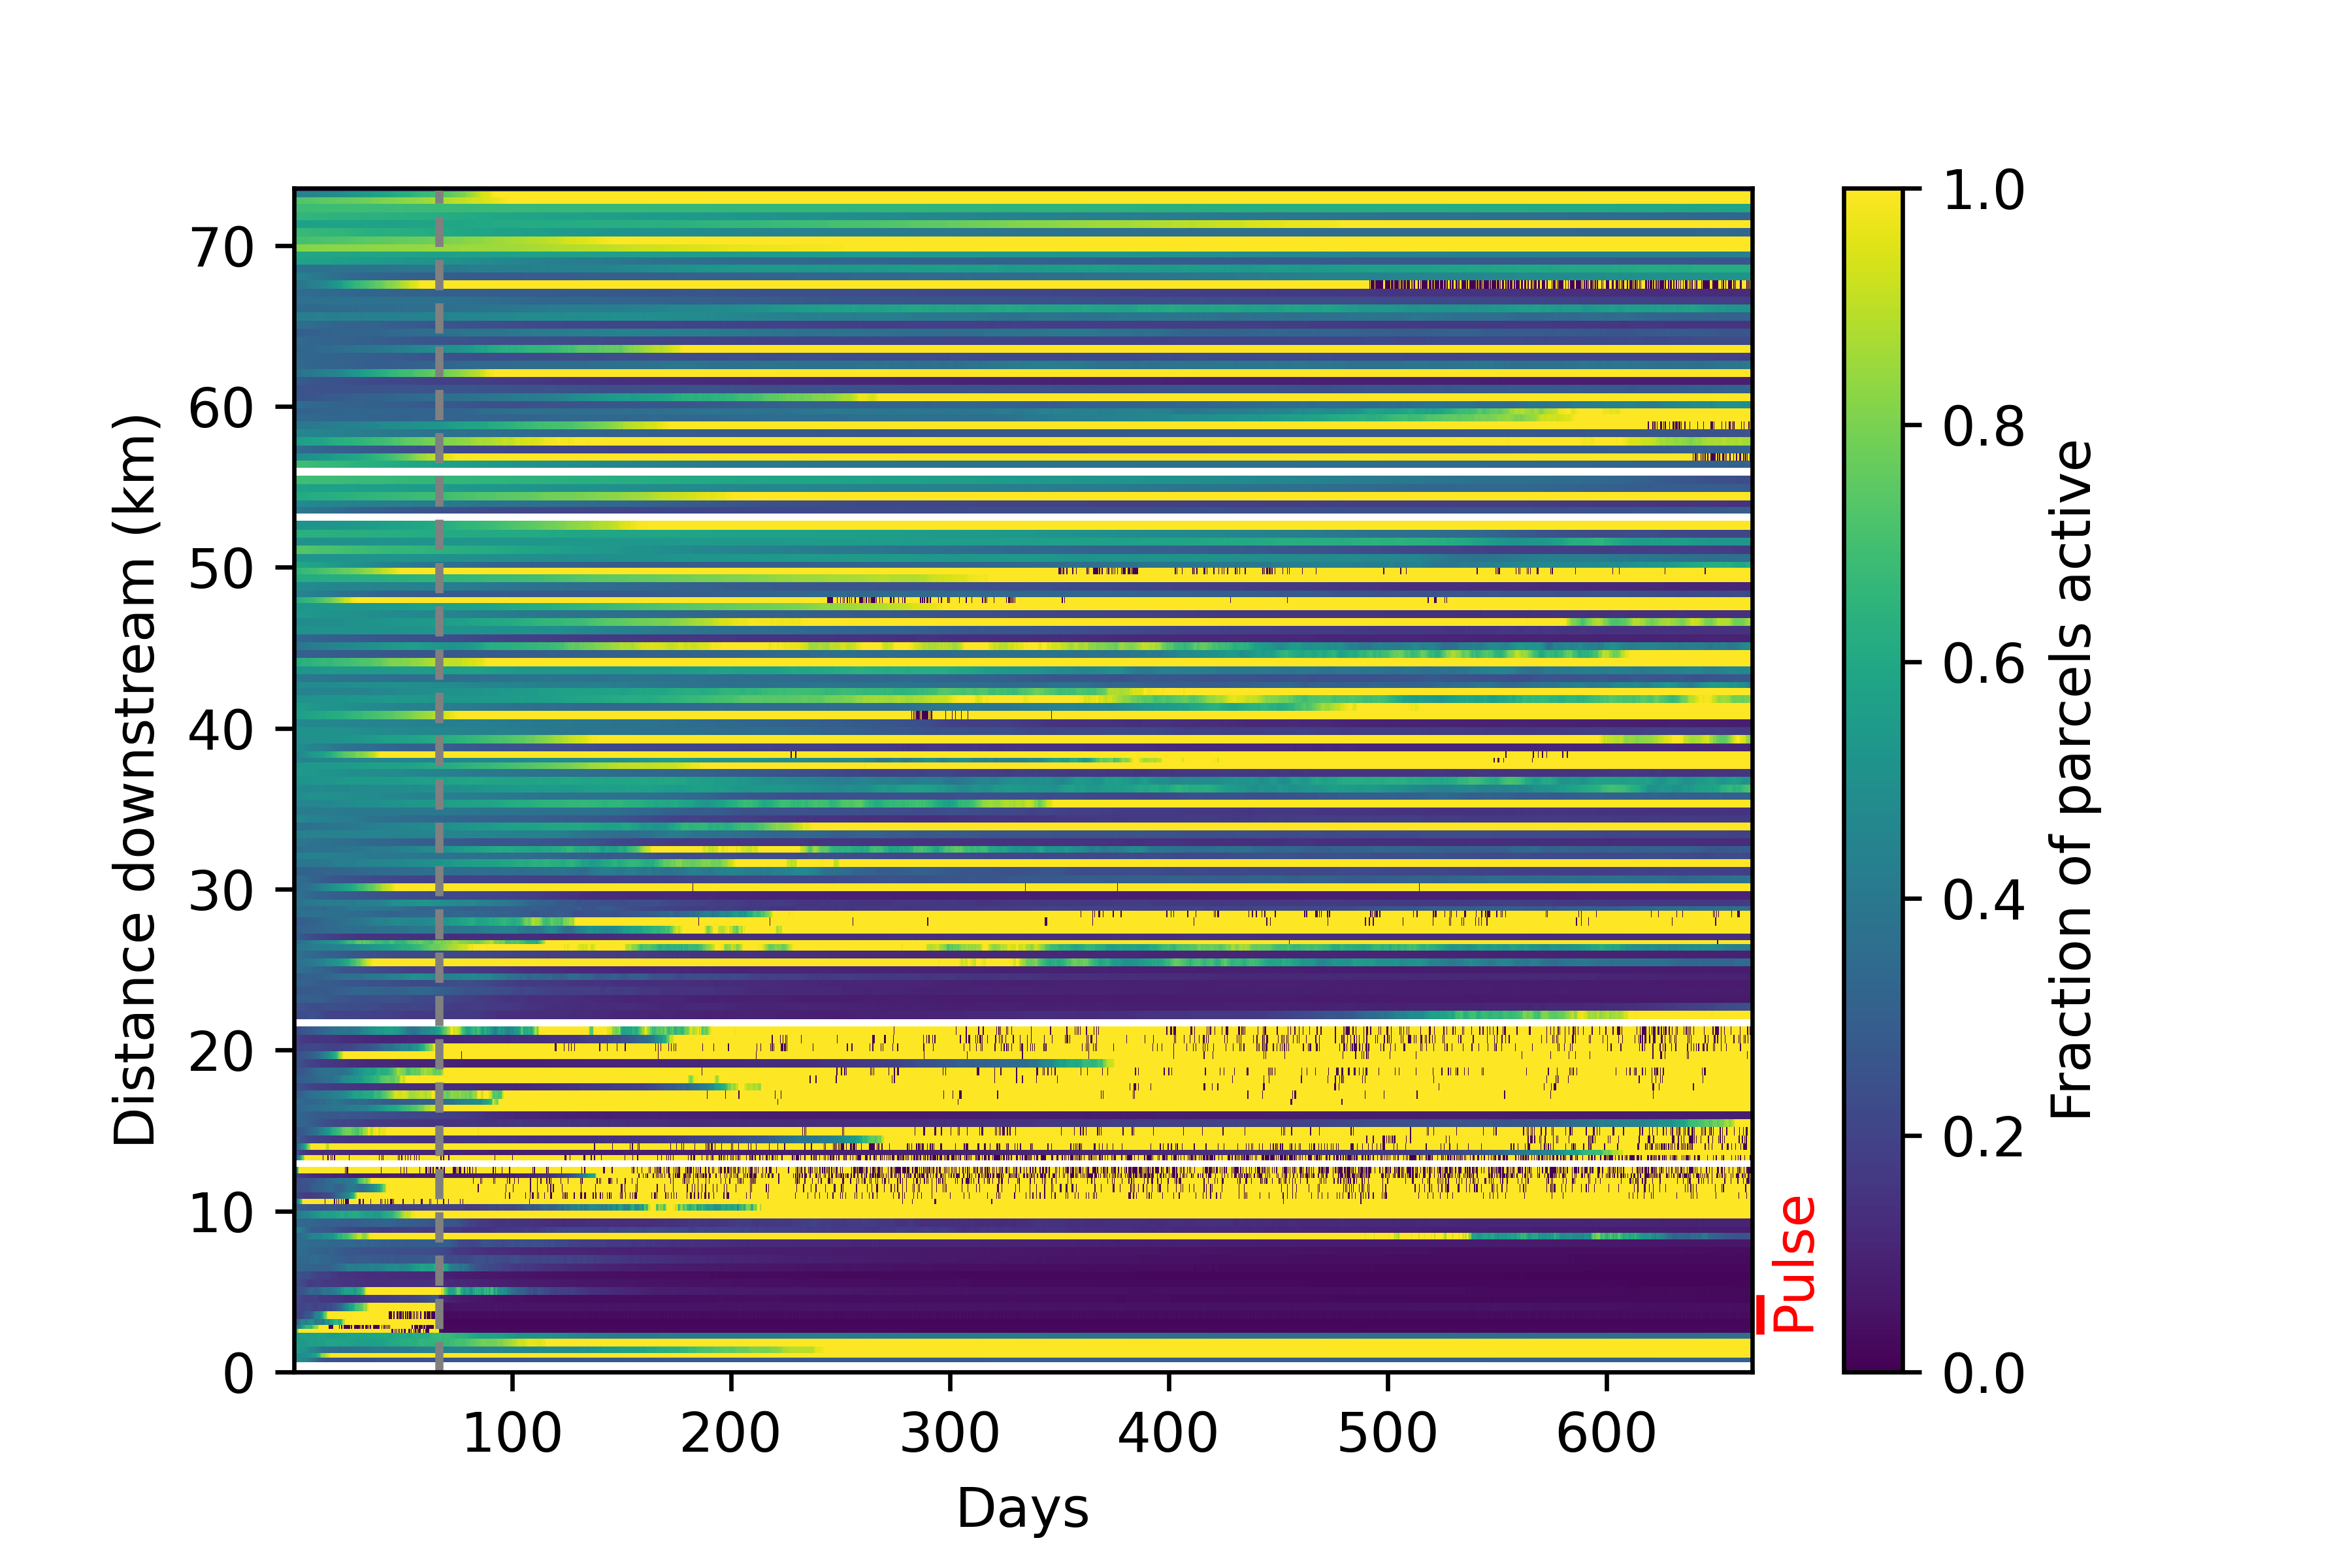 Distance downstream (km)
70
60
50
40
30
20
10
0
100 200 300 400 500 600
Days
Pulse
1.0
0.8
0.6
0.4
0.2
0.0
Fraction of parcels active